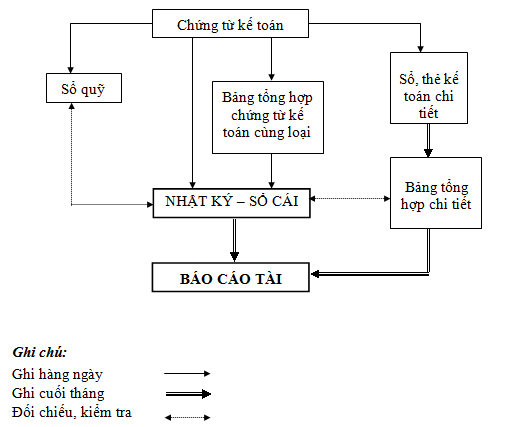 Chứng từ kế toán
Sổ quỹ
Bảng tổng hợp
chứng từ kế
toán cùng loại
Sổ, thẻ kế
toán chi
tiết
NHẬT KÝ – SỔ CÁI
Bảng tổng
hợp chi tiết
BÁO CÁO TÀI
Ghi chú:
Ghi hàng ngày
Ghi cuối tháng
Đối chiếu, kiểm tra